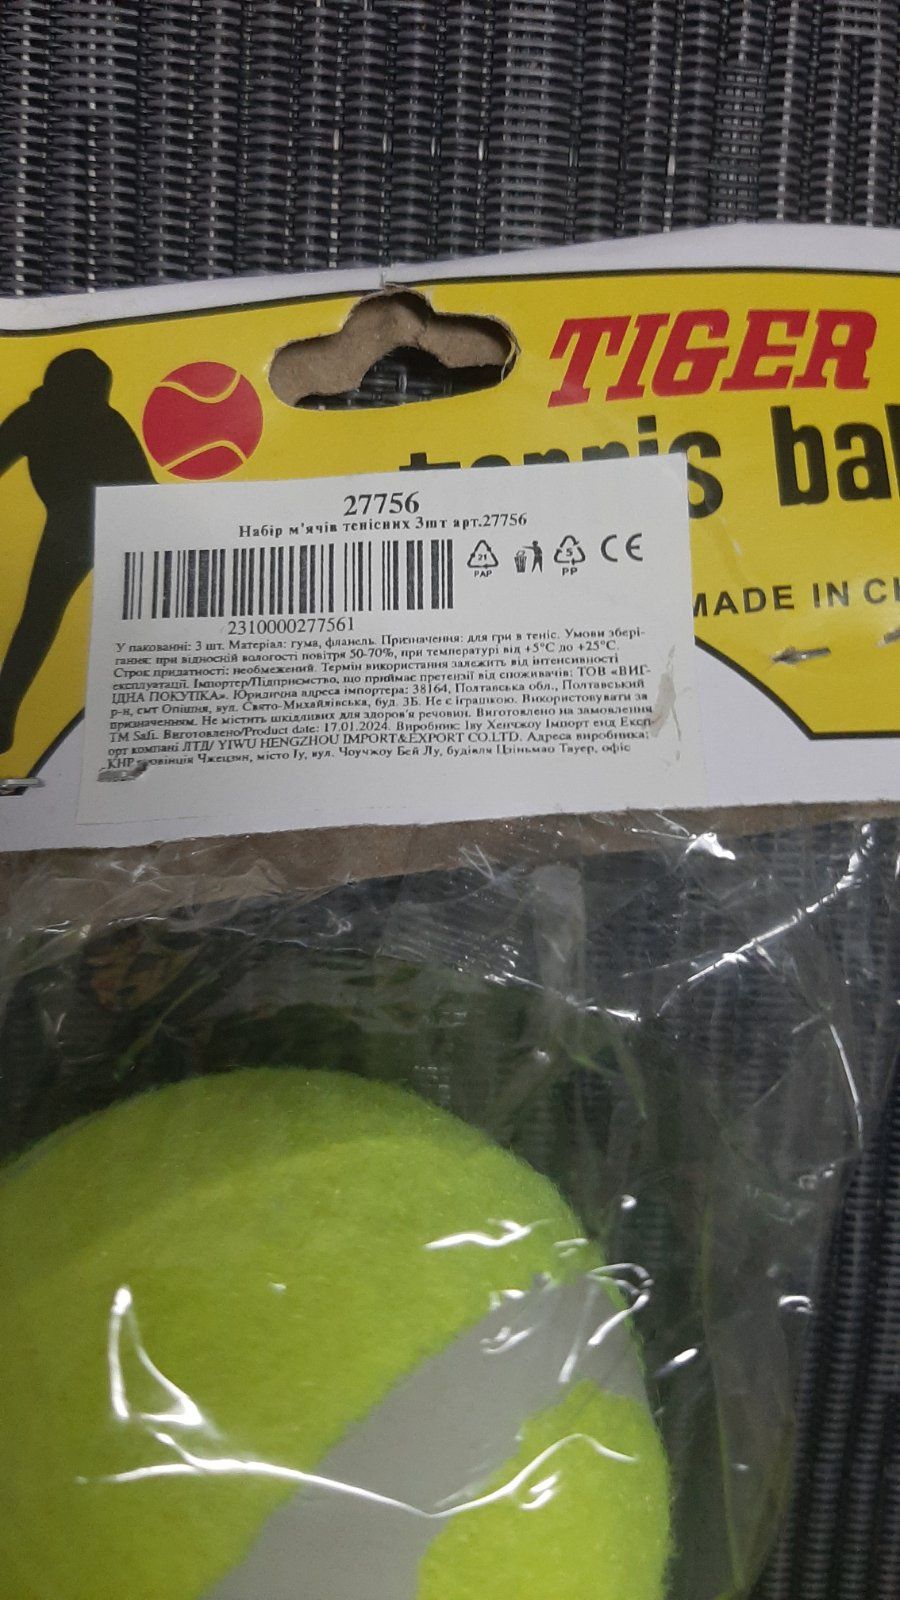 TIGER
nis bal
27756
Набір м'ячів тенісних 3шт арт.27756
21
PAP
5
PP
CE
2310000277561
MADE IN CH
У пакованні: 3 шт. Матеріал: гума, фланель. Призначення: для гри в теніс. Умови збері-
гання: при відносній вологості повітря 50-70%, при температурі від +5°С до +25°С.
Строк придатності: необмежений. Термін використання залежить від інтенсивності
експлуатації. Імпортер/Підприємство, що приймає претензії від споживачів: ТОВ «ВИГ-
ІДНА ПОКУПКА». Юридична адреса імпортера: 38164, Полтавська обл., Полтавський
р-н, смт Опішня, вул. Свято-Михайлівська, буд. 3Б. Не є іграшкою. Використовувати за
призначенням. Не містить шкідливих для здоров'я речовин. Виготовлено на замовлення
ТМ Safi. Виготовлено/Product date: 17.01.2024. Виробник: Іву Хенчжоу Імпорт енд Експ-
орт компані ЛТД/ YIWU HENGZHOU IMPORT&EXPORT CO.LTD. Адреса виробника:
КНР провінція Чжецзян, місто Іу, вул. Чоучжоу Бей Лу, будівля Цзіньмао Тауер, офіс